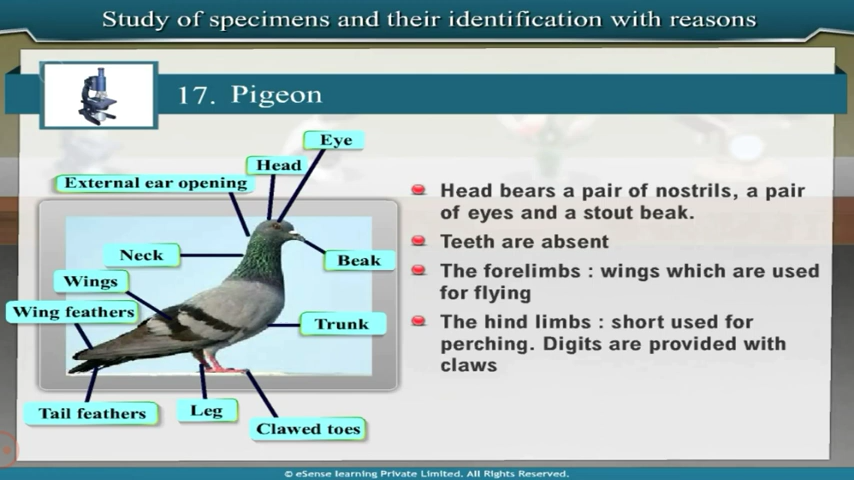 Study of specimens and their identification with reasons
17. Pigeon
Eye
Head
External ear opening
Neck
Beak
Wings
Wing feathers
Trunk
Tail feathers
Leg
Clawed toes
Head bears a pair of nostrils, a pair
of eyes and a stout beak.
Teeth are absent
The forelimbs : wings which are used
for flying
The hind limbs : short used for
perching. Digits are provided with
claws
© eSense learning Private Limited. All Rights Reserved.